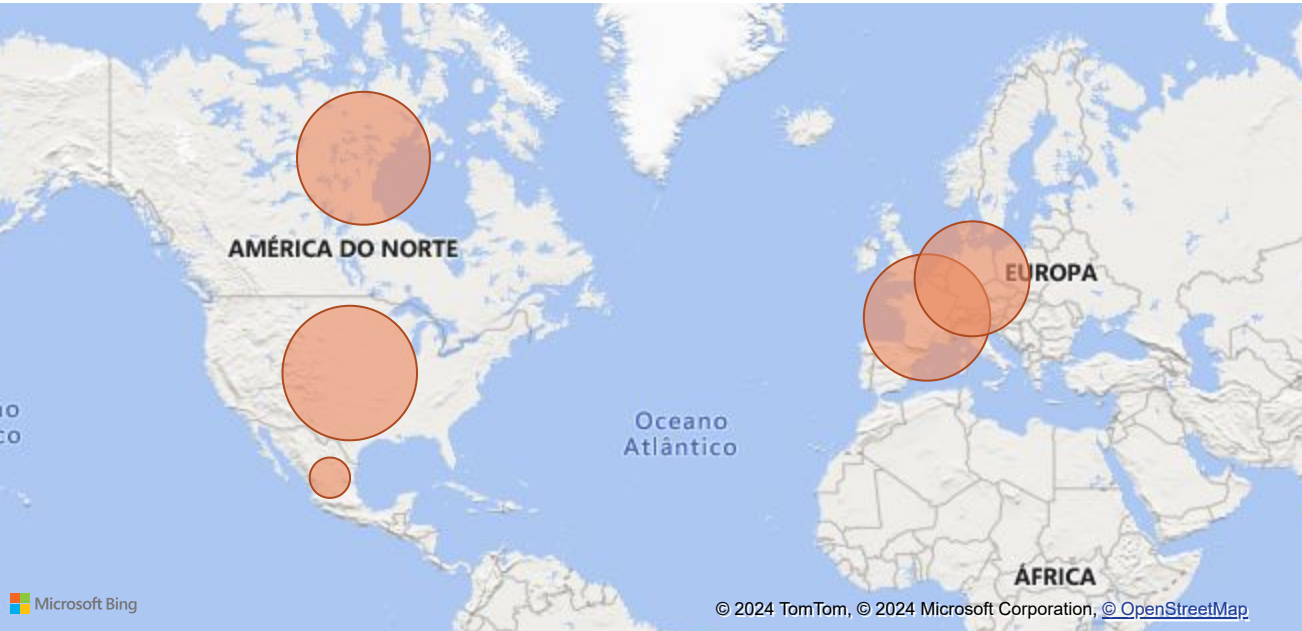 AMÉRICA DO NORTE
EUROPA
Oceano
Atlântico
ÁFRICA
Microsoft Bing
© 2024 TomTom, © 2024 Microsoft Corporation, © OpenStreetMap